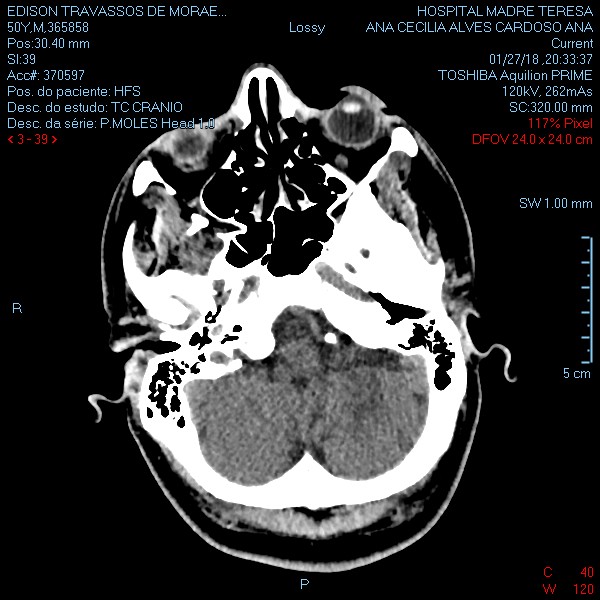 EDISON TRAVASSOS DE MORAE...
50Y,M,365858
Pos:30.40 mm
SI:39
Acc#: 370597
Pos. do paciente: HFS
Desc. do estudo: TC CRANIO
Desc. da série: P.MOLES Head 1.0
< 3 - 39 >
Lossy
HOSPITAL MADRE TERESA
ANA CECILIA ALVES CARDOSO ANA
Current
01/27/18 ,20:33:37
TOSHIBA Aquilion PRIME
120kV, 262mAs
SC:320.00 mm
117% Pixel
DFOV 24.0 x 24.0 cm
SW 1.00 mm
R
5 cm
P
C 40
W 120